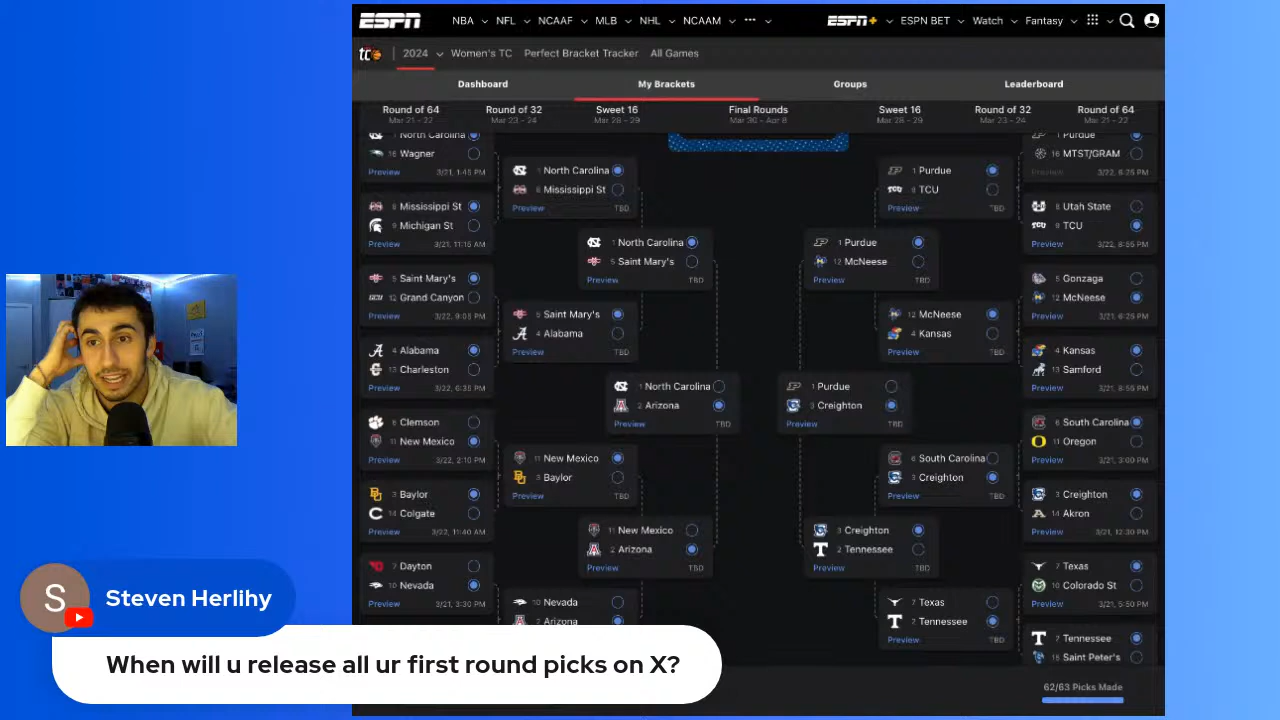 ESPN NBA NFL NCAAF MLB NHL NCAAM ••• ESPN+ ESPN BET Watch Fantasy
tc 2024 Women's TC Perfect Bracket Tracker All Games
Dashboard My Brackets Groups Leaderboard
Round of 64 Round of 32 Sweet 16 Final Rounds Sweet 16 Round of 32 Round of 64
Mar 21 - 22 Mar 23 - 24 Mar 28 - 29 Mar 30 - Apr 8 Mar 28 - 29 Mar 23 - 24 Mar 21 - 22
1 North Carolina
16 Wagner
Preview 3/21, 1:45 PM
8 Mississippi St
9 Michigan St
Preview 3/21, 11:15 AM
5 Saint Mary's
GCU 12 Grand Canyon
Preview 3/22, 9:05 PM
4 Alabama
13 Charleston
Preview 3/22, 6:35 PM
6 Clemson
11 New Mexico
Preview 3/22, 2:10 PM
3 Baylor
14 Colgate
Preview 3/22, 11:40 AM
7 Dayton
10 Nevada
Preview 3/21, 3:30 PM
1 North Carolina
8 Mississippi St
Preview TBD
5 Saint Mary's
4 Alabama
Preview TBD
11 New Mexico
3 Baylor
Preview TBD
10 Nevada
2 Arizona
1 North Carolina
5 Saint Mary's
Preview TBD
11 New Mexico
2 Arizona
Preview TBD
1 North Carolina
2 Arizona
Preview TBD
1 Purdue
3 Creighton
Preview TBD
1 Purdue
12 McNeese
Preview TBD
3 Creighton
2 Tennessee
Preview TBD
1 Purdue
TCU 9 TCU
Preview TBD
12 McNeese
4 Kansas
Preview TBD
6 South Carolina
3 Creighton
Preview TBD
7 Texas
2 Tennessee
Preview TBD
1 Purdue
16 MTST/GRAM
Preview 3/22, 6:25 PM
8 Utah State
TCU 9 TCU
Preview 3/22, 8:55 PM
5 Gonzaga
12 McNeese
Preview 3/21, 6:25 PM
4 Kansas
13 Samford
Preview 3/21, 8:55 PM
6 South Carolina
11 Oregon
Preview 3/21, 3:00 PM
3 Creighton
14 Akron
Preview 3/22, 12:30 PM
7 Texas
10 Colorado St
Preview 3/21, 5:50 PM
2 Tennessee
15 Saint Peter's
62/63 Picks Made
S Steven Herlihy
When will u release all ur first round picks on X?